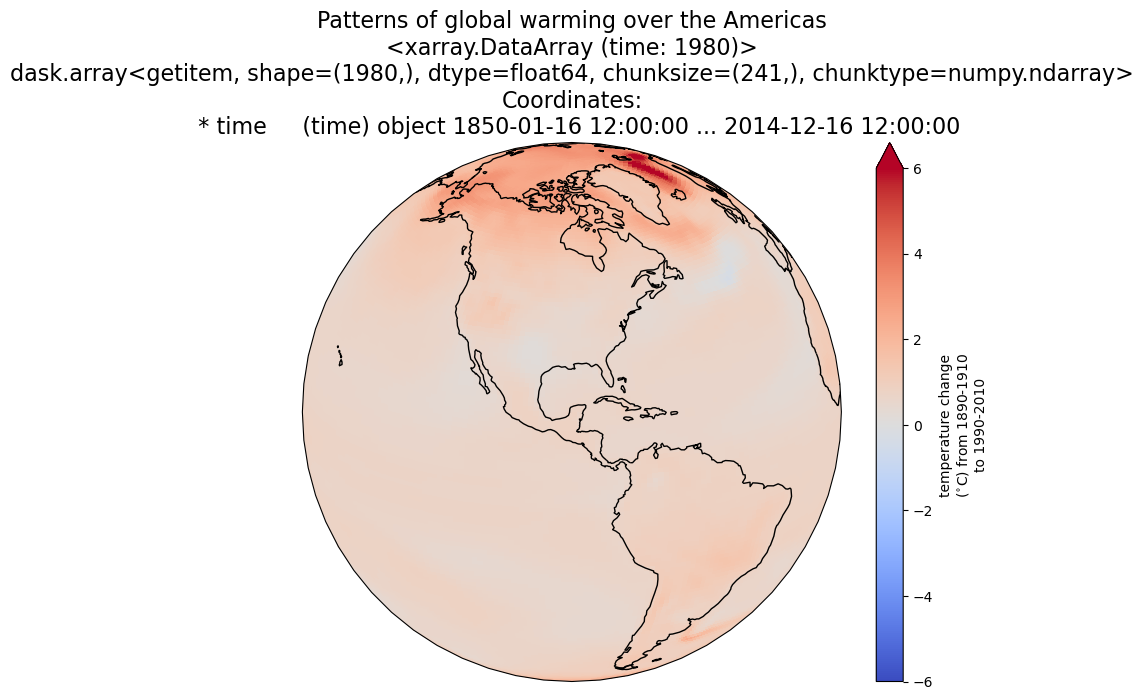 Patterns of global warming over the Americas
<xarray.DataArray (time: 1980)>
dask.array<getitem, shape=(1980,), dtype=float64, chunksize=(241,), chunktype=numpy.ndarray>
Coordinates:
* time     (time) object 1850-01-16 12:00:00 ... 2014-12-16 12:00:00
6
4
2
0
−2
−4
−6
temperature change
(°C) from 1890-1910
to 1990-2010